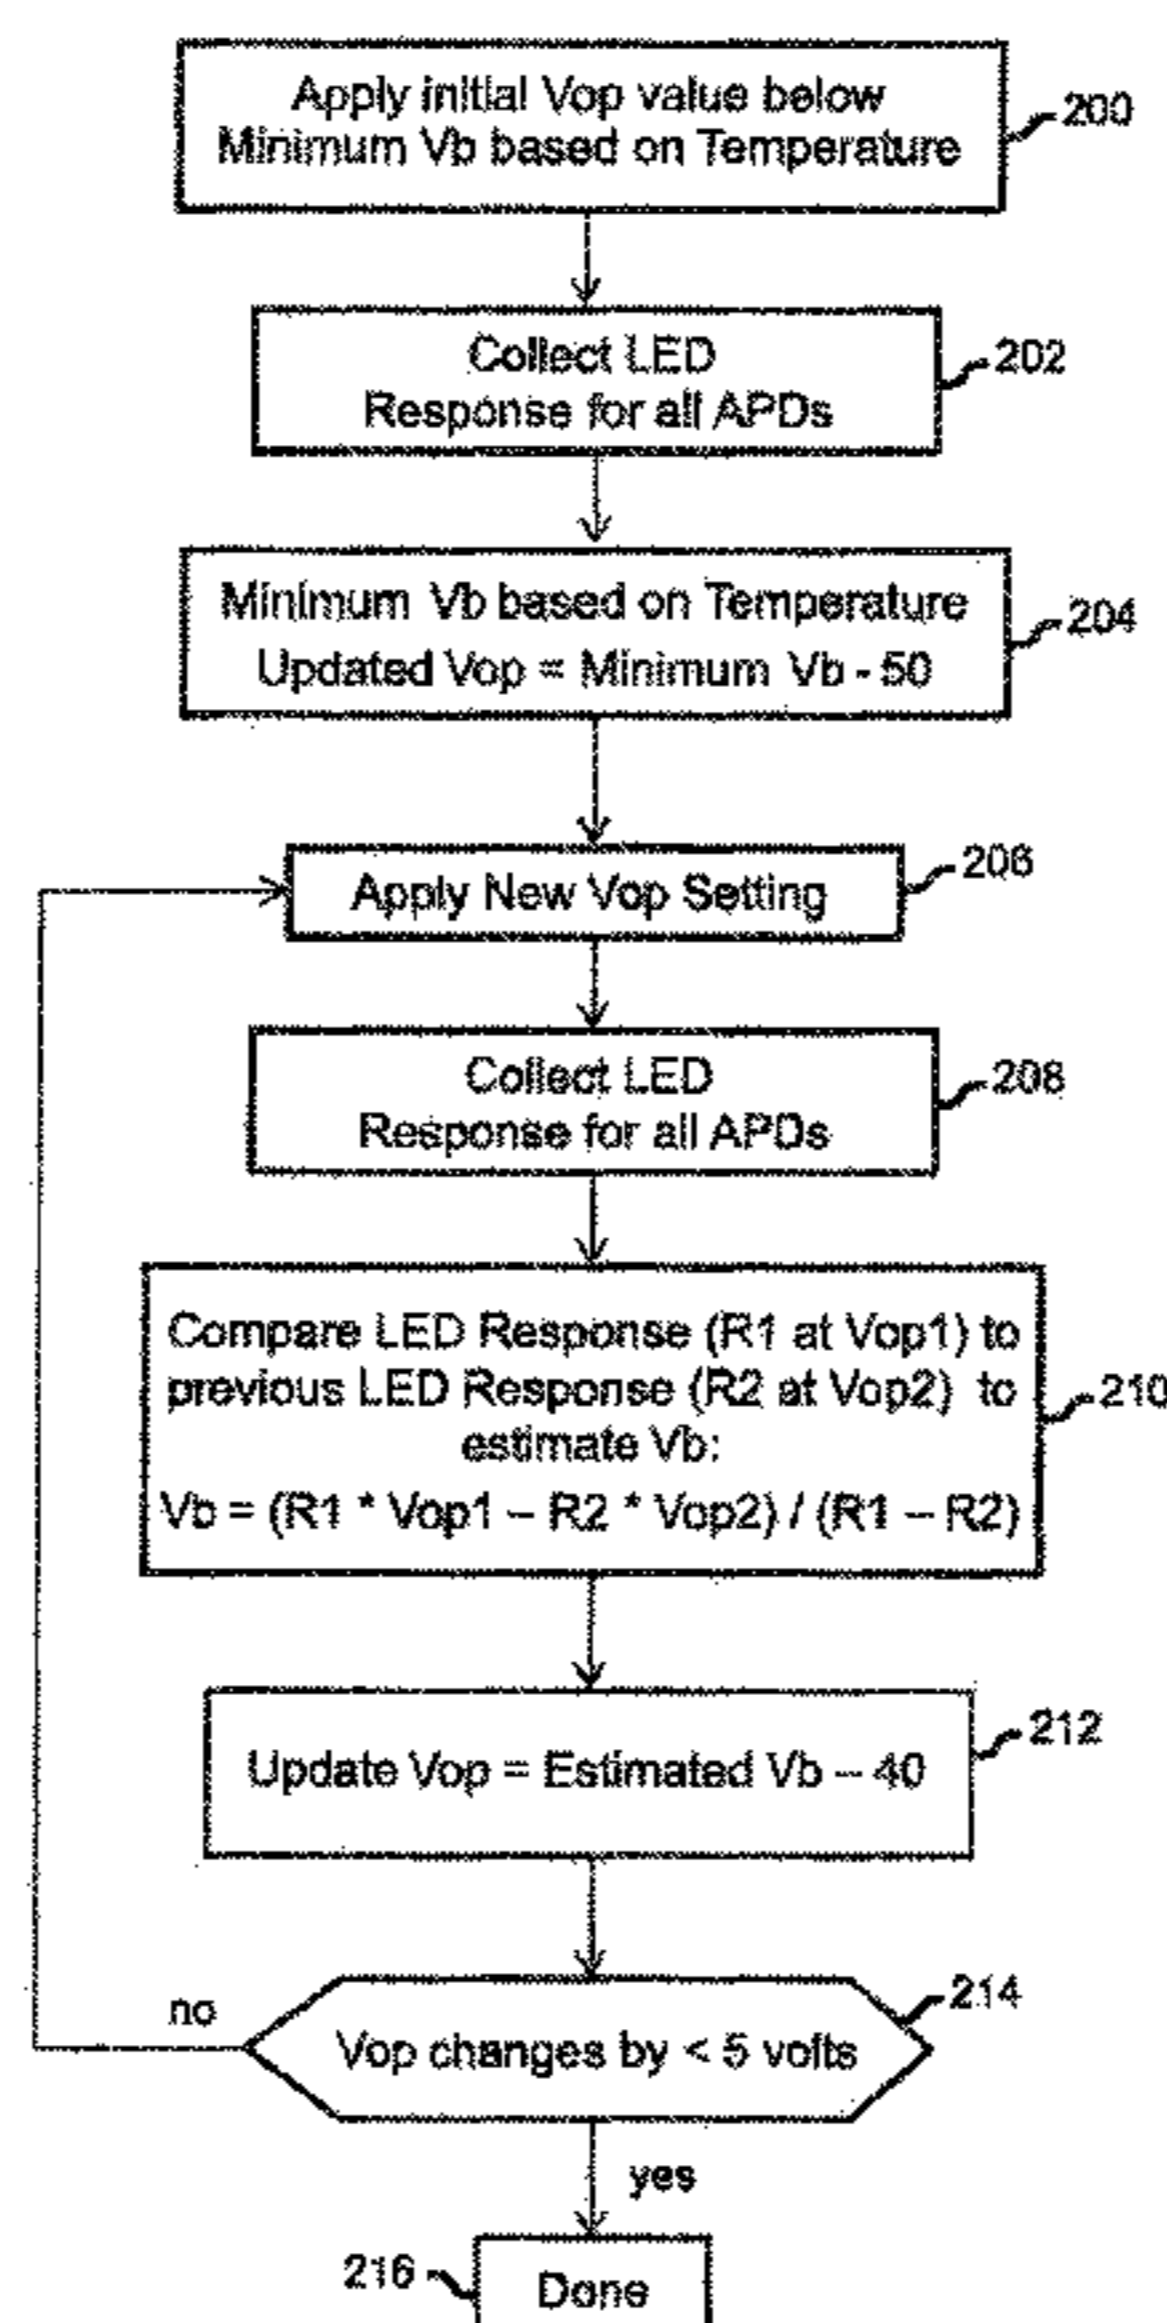 Apply initial Vop value below
Minimum Vb based on Temperature
200
Collect LED
Response for all APDs
202
Minimum Vb based on Temperature
Updated Vop = Minimum Vb - 50
204
Apply New Vop Setting
206
Collect LED
Response for all APDs
208
Compare LED Response (R1 at Vop1) to
previous LED Response (R2 at Vop2) to
estimate Vb:
Vb = (R1 * Vop1 – R2 * Vop2) / (R1 – R2)
210
Update Vop = Estimated Vb – 40
212
no
Vop changes by < 5 volts
214
yes
216
Done